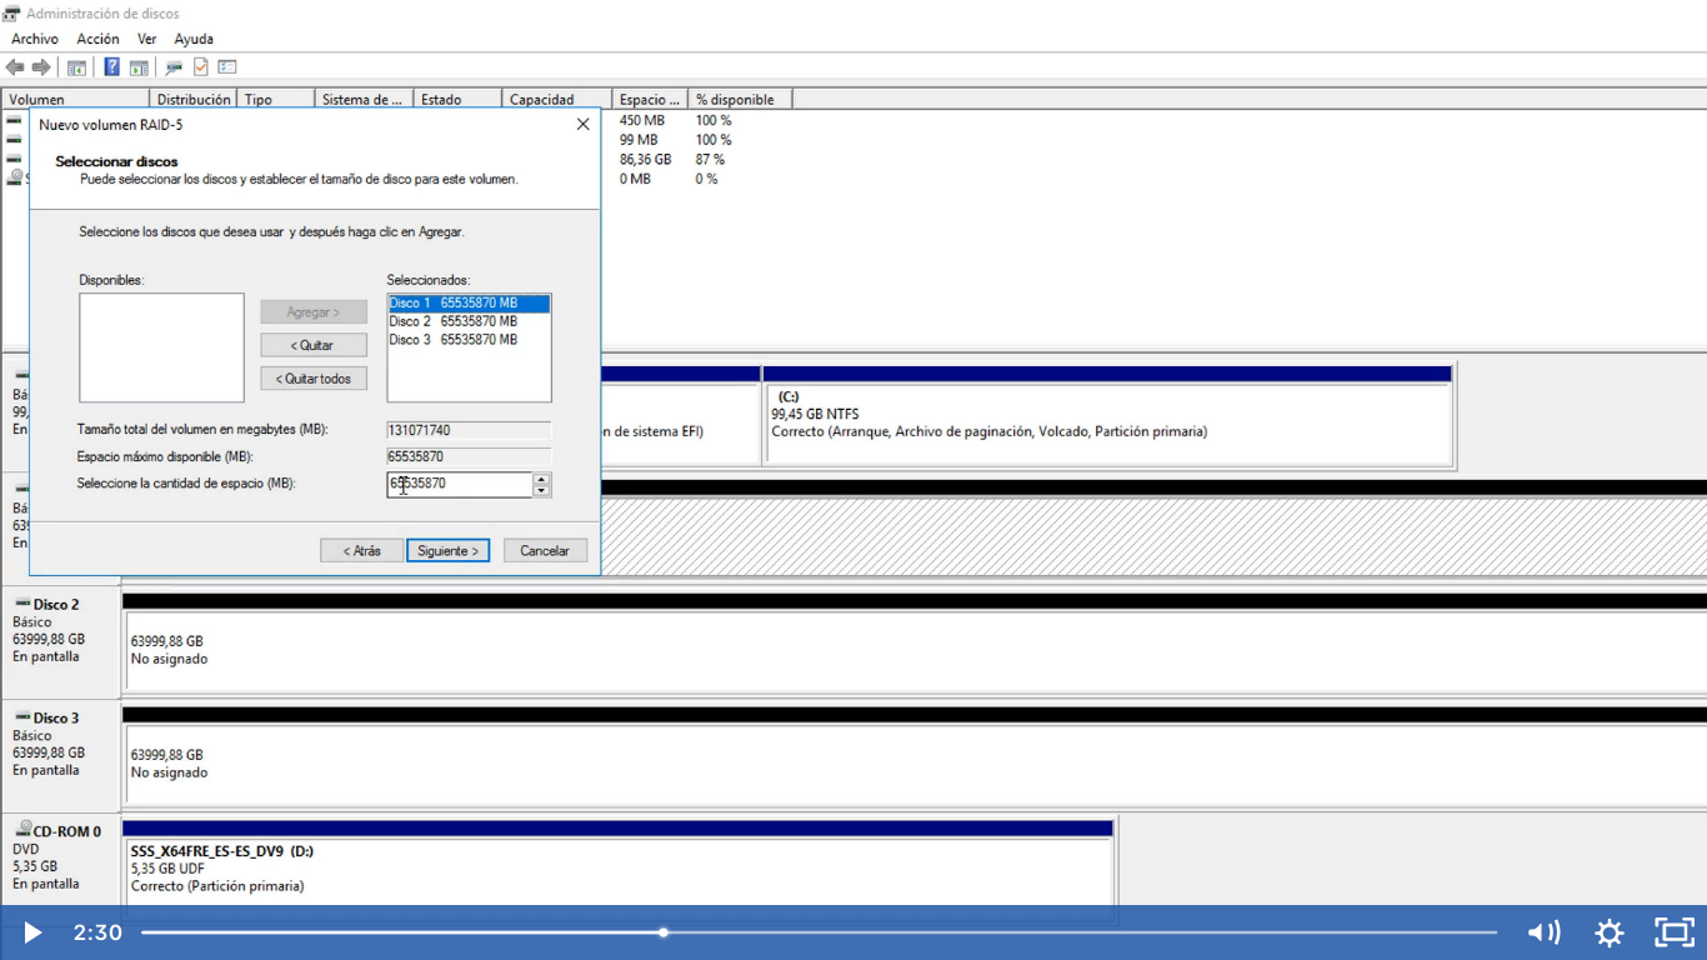 Administración de discos
Archivo Acción Ver Ayuda
Volumen Distribución Tipo Sistema de ... Estado Capacidad Espacio ... % disponible
450 MB 100 %
99 MB 100 %
86,36 GB 87 %
0 MB 0 %
Nuevo volumen RAID-5
Seleccionar discos
Puede seleccionar los discos y establecer el tamaño de disco para este volumen.
Seleccione los discos que desea usar y después haga clic en Agregar.
Disponibles:
Seleccionados:
Agregar >
< Quitar
< Quitar todos
Disco 1 65535870 MB
Disco 2 65535870 MB
Disco 3 65535870 MB
Tamaño total del volumen en megabytes (MB): 131071740
Espacio máximo disponible (MB): 65535870
Seleccione la cantidad de espacio (MB): 65535870
< Atrás Siguiente > Cancelar
Bá
99,
En
n de sistema EFI)
(C:)
99,45 GB NTFS
Correcto (Arranque, Archivo de paginación, Volcado, Partición primaria)
Bá
639
En
Disco 2
Básico
63999,88 GB
En pantalla
63999,88 GB
No asignado
Disco 3
Básico
63999,88 GB
En pantalla
63999,88 GB
No asignado
CD-ROM 0
DVD
5,35 GB
En pantalla
SSS_X64FRE_ES-ES_DV9 (D:)
5,35 GB UDF
Correcto (Partición primaria)
2:30